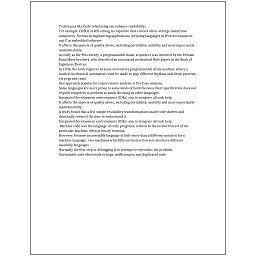 Techniques like Code refactoring can enhance readability.
For example, COBOL is still strong in corporate data centers often on large mainframe
computers, Fortran in engineering applications, scripting languages in Web development,
and C in embedded software.
It affects the aspects of quality above, including portability, usability and most importantly
maintainability.
As early as the 9th century, a programmable music sequencer was invented by the Persian
Banu Musa brothers, who described an automated mechanical flute player in the Book of
Ingenious Devices.
In 1206, the Arab engineer Al-Jazari invented a programmable drum machine where a
musical mechanical automaton could be made to play different rhythms and drum patterns,
via pegs and cams.
One approach popular for requirements analysis is Use Case analysis.
Some languages are more prone to some kinds of faults because their specification does not
require compilers to perform as much checking as other languages.
Integrated development environments (IDEs) aim to integrate all such help.
It affects the aspects of quality above, including portability, usability and most importantly
maintainability.
A study found that a few simple readability transformations made code shorter and
drastically reduced the time to understand it.
Integrated development environments (IDEs) aim to integrate all such help.
Machine code was the language of early programs, written in the instruction set of the
particular machine, often in binary notation.
However, because an assembly language is little more than a different notation for a
machine language, two machines with different instruction sets also have different
assembly languages.
Normally the first step in debugging is to attempt to reproduce the problem.
Unreadable code often leads to bugs, inefficiencies, and duplicated code.